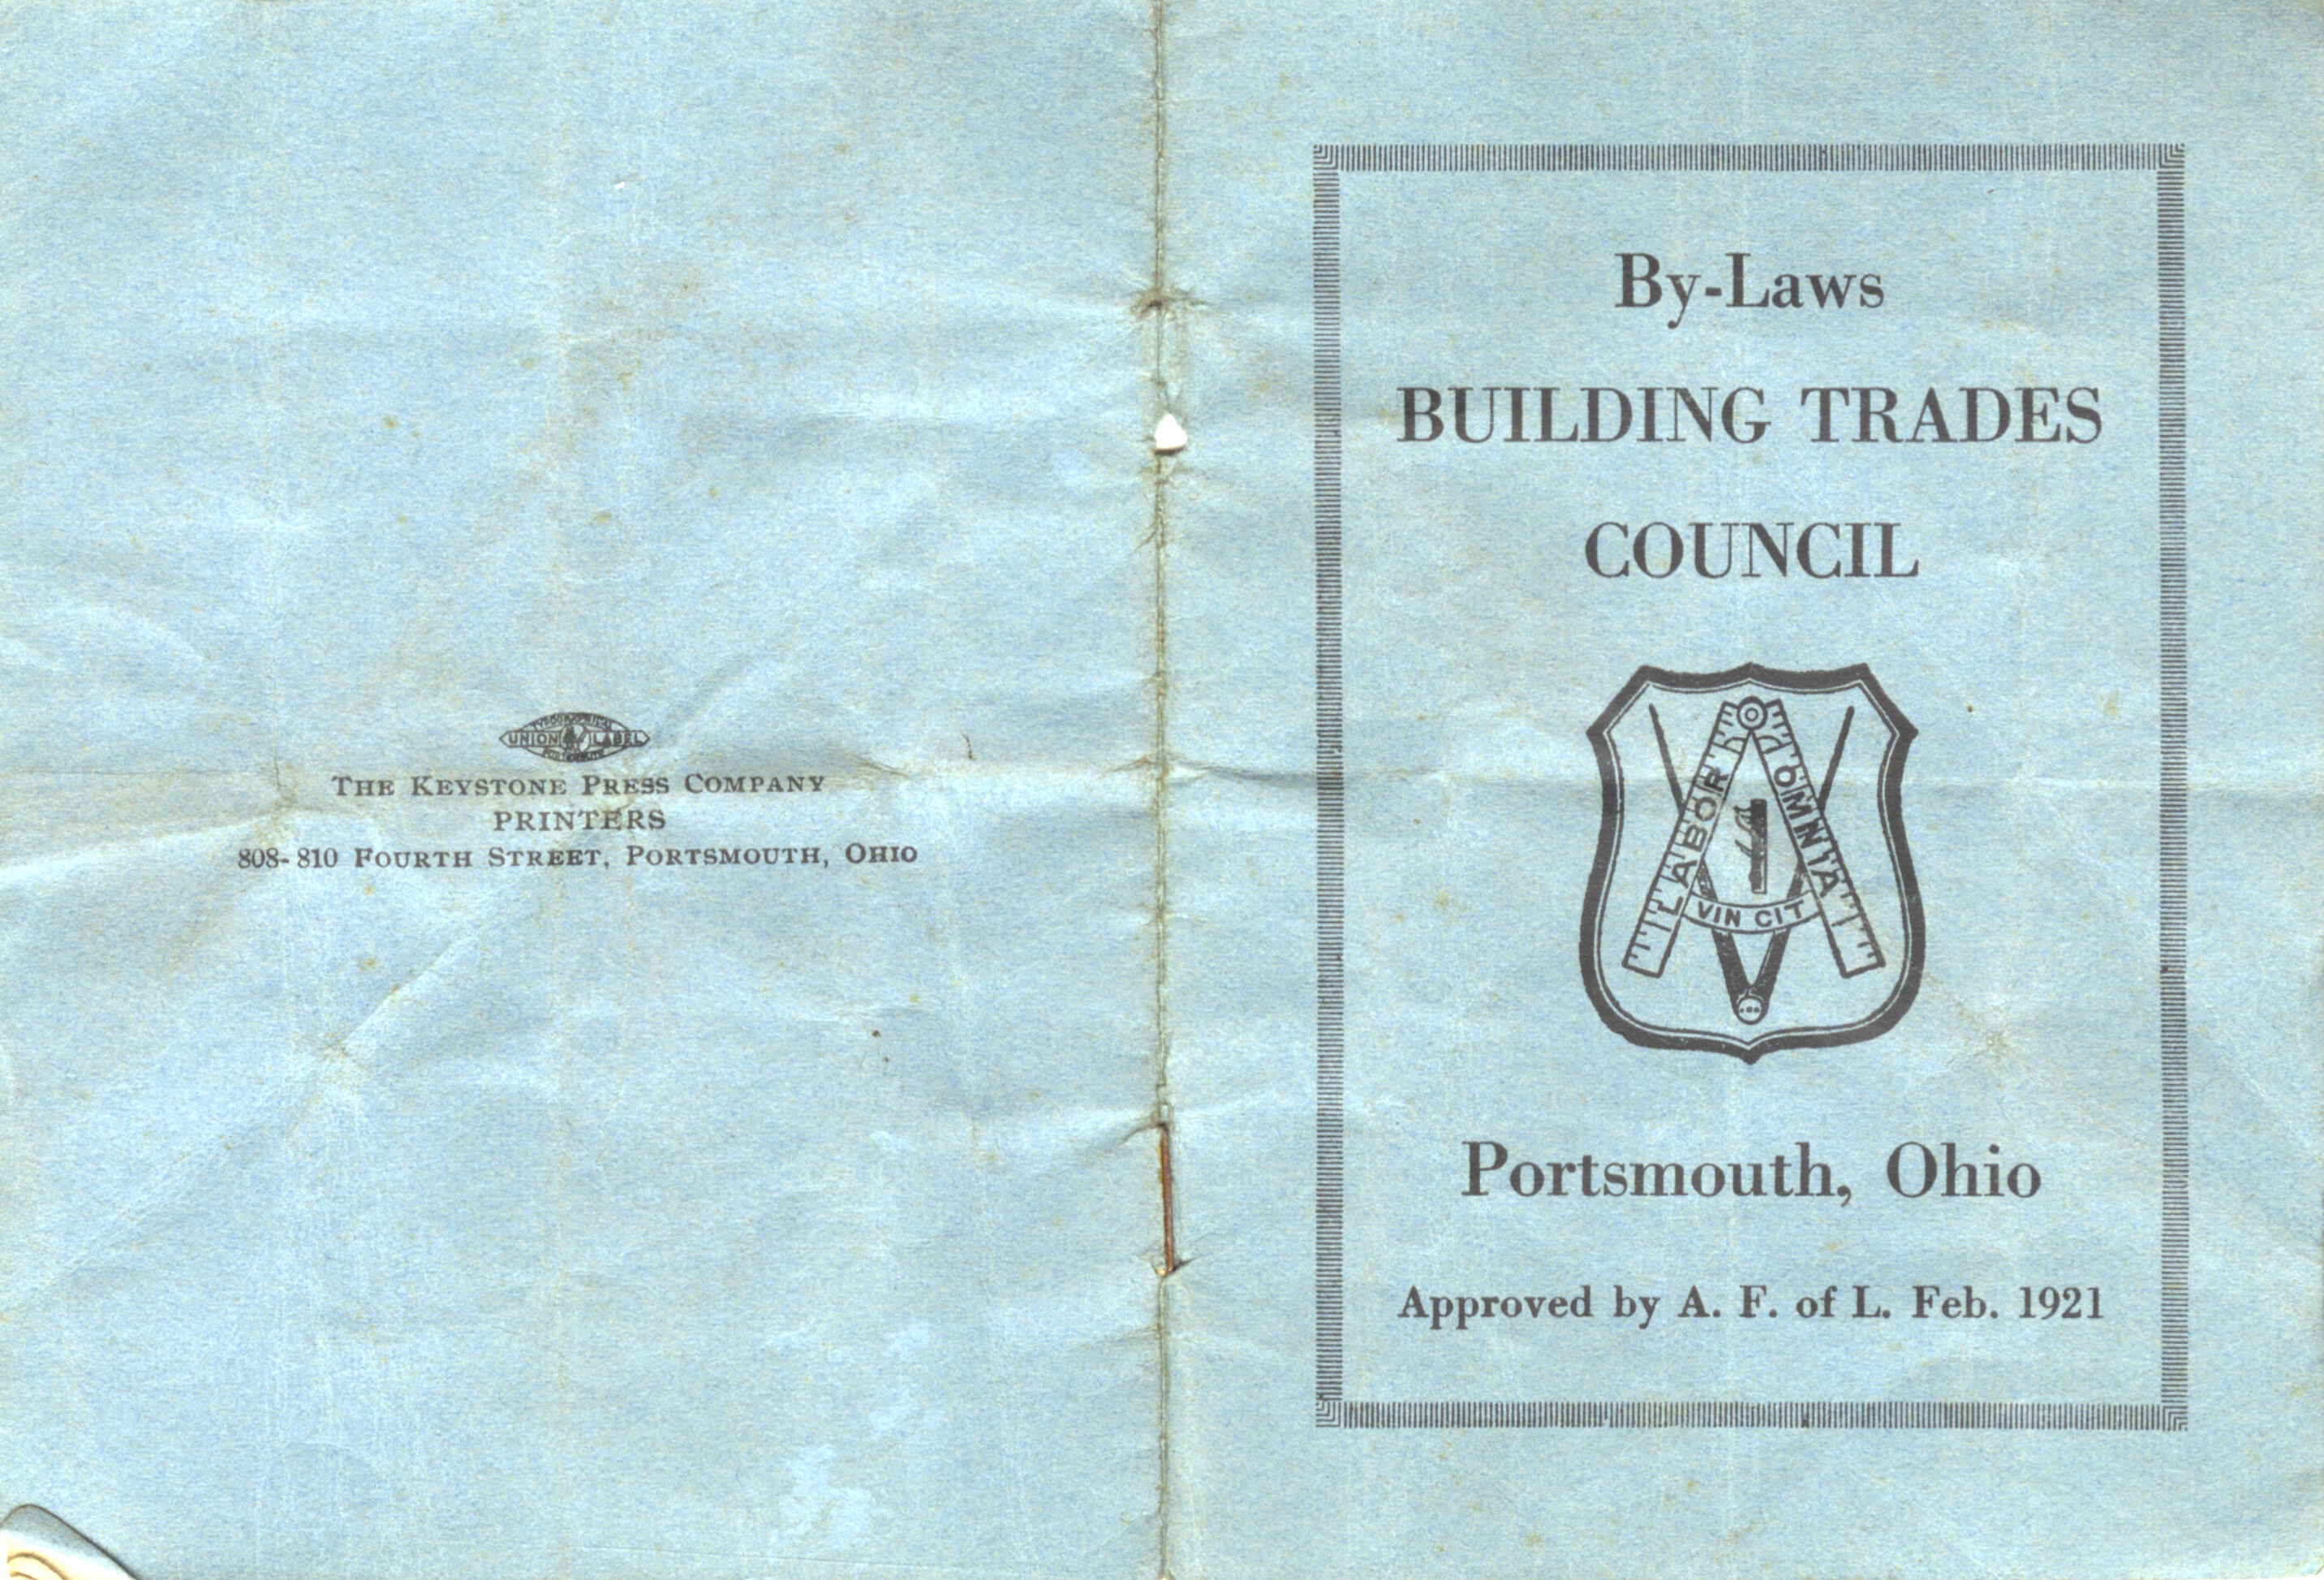 TYPOGRAPHICAL
UNION LABEL
THE KEYSTONE PRESS COMPANY
PRINTERS
808-810 FOURTH STREET, PORTSMOUTH, OHIO
By-Laws
BUILDING TRADES
COUNCIL
LABOR OMNIA
VINCIT
Portsmouth, Ohio
Approved by A. F. of L. Feb. 1921